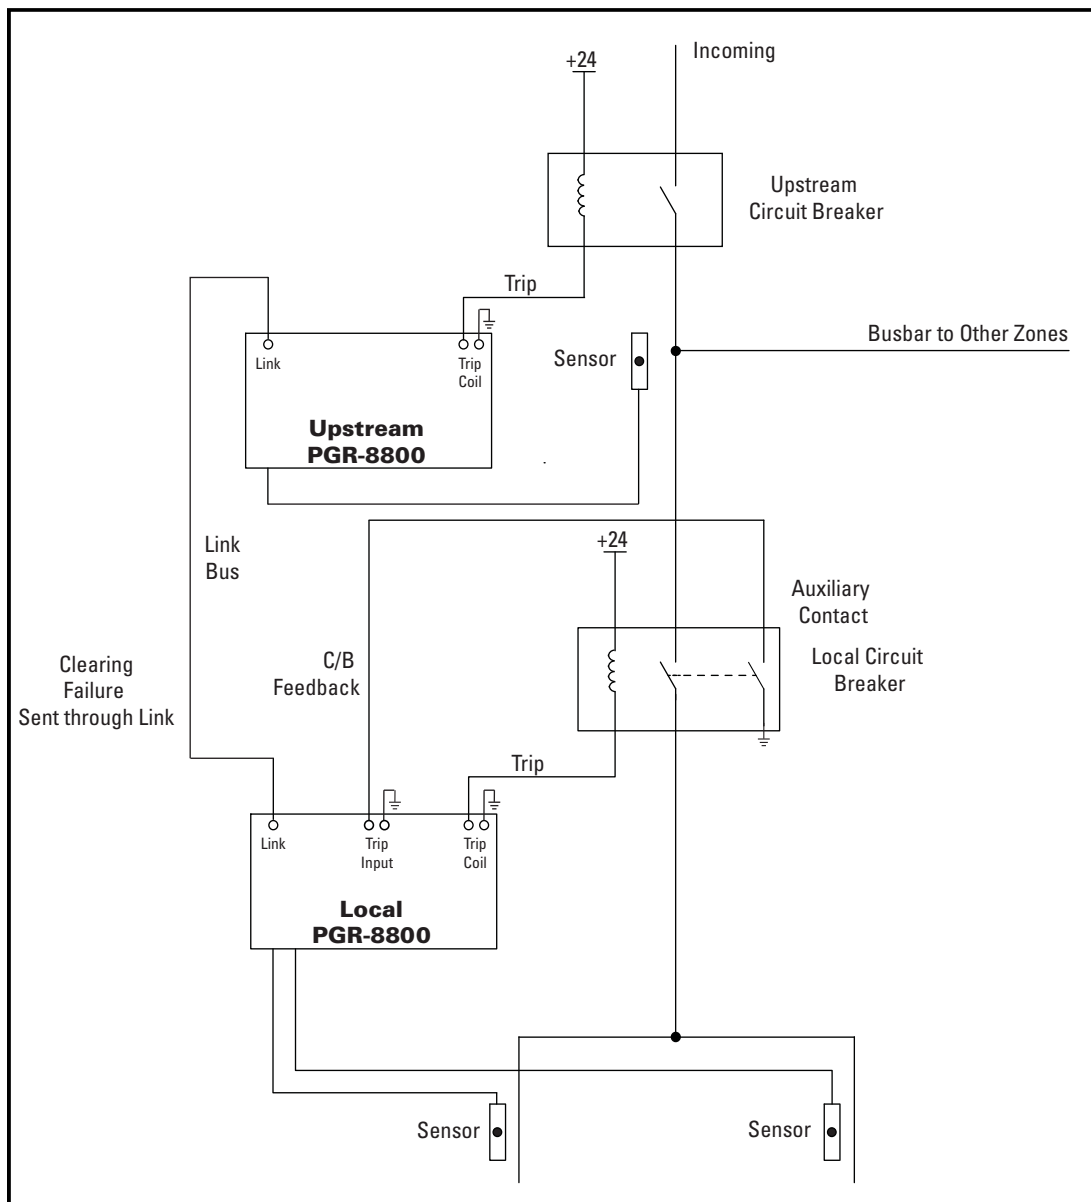 +24
Incoming
Upstream
Circuit Breaker
Trip
Busbar to Other Zones
Link
Trip
Coil
Sensor
Upstream
PGR-8800
Link
Bus
+24
Auxiliary
Contact
C/B
Feedback
Local Circuit
Breaker
Clearing
Failure
Sent through Link
Trip
Link
Trip
Input
Trip
Coil
Local
PGR-8800
Sensor
Sensor